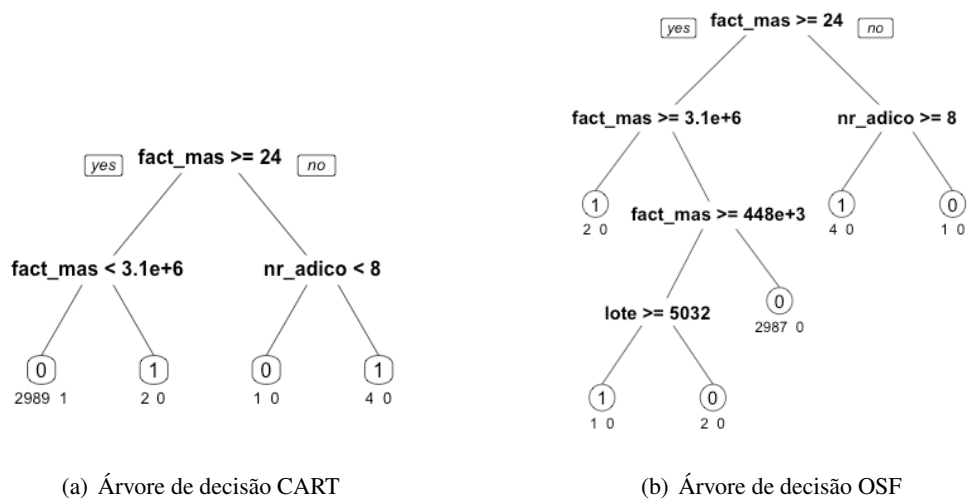 yes fact_mas >= 24 no
fact_mas < 3.1e+6 nr_adico < 8
0 1 0 1
2989 1 2 0 1 0 4 0
(a) Árvore de decisão CART
yes fact_mas >= 24 no
fact_mas >= 3.1e+6 nr_adico >= 8
1 fact_mas >= 448e+3 1 0
2 0 4 0 1 0
lote >= 5032 0
2987 0
1 0
1 0 2 0
(b) Árvore de decisão OSF